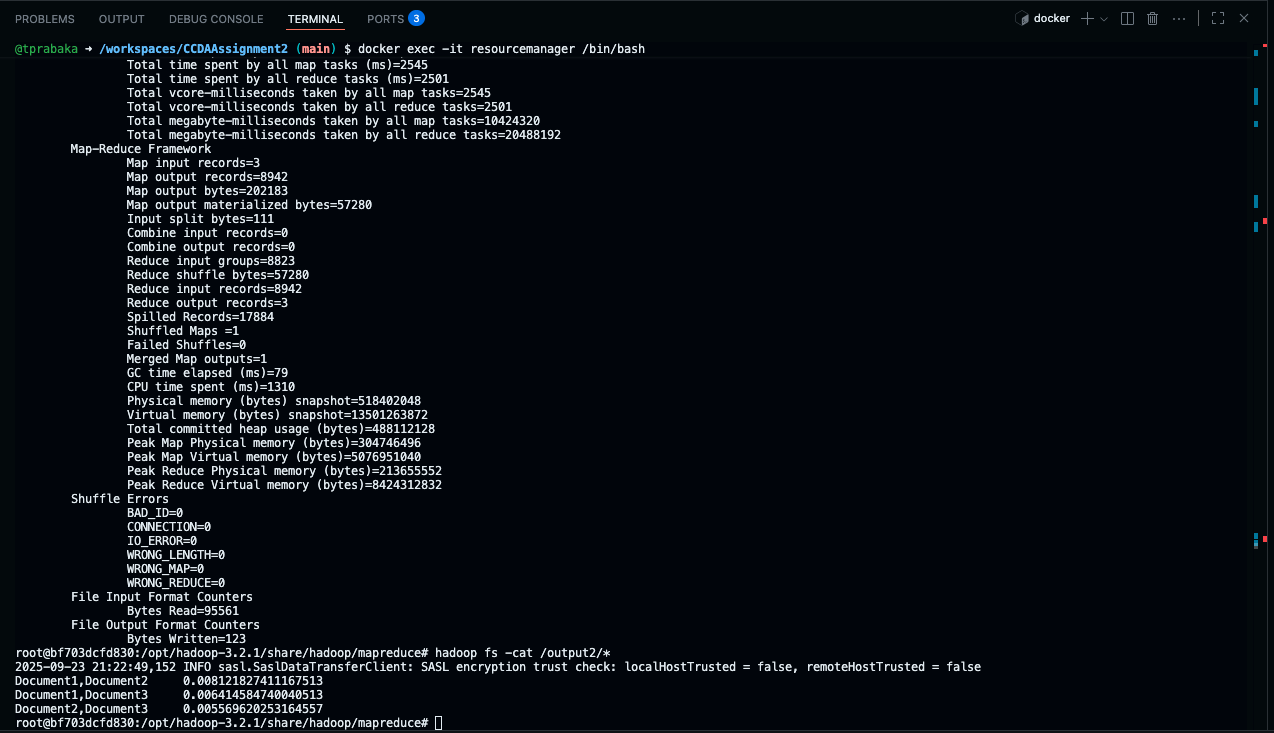 PROBLEMS OUTPUT DEBUG CONSOLE TERMINAL PORTS 3 docker
@tprabaka → /workspaces/CCDAAssignment2 (main) $ docker exec -it resourcemanager /bin/bash
Total time spent by all map tasks (ms)=2545
Total time spent by all reduce tasks (ms)=2501
Total vcore-milliseconds taken by all map tasks=2545
Total vcore-milliseconds taken by all reduce tasks=2501
Total megabyte-milliseconds taken by all map tasks=10424320
Total megabyte-milliseconds taken by all reduce tasks=20488192
Map-Reduce Framework
Map input records=3
Map output records=8942
Map output bytes=202183
Map output materialized bytes=57280
Input split bytes=111
Combine input records=0
Combine output records=0
Reduce input groups=8823
Reduce shuffle bytes=57280
Reduce input records=8942
Reduce output records=3
Spilled Records=17884
Shuffled Maps =1
Failed Shuffles=0
Merged Map outputs=1
GC time elapsed (ms)=79
CPU time spent (ms)=1310
Physical memory (bytes) snapshot=518402048
Virtual memory (bytes) snapshot=13501263872
Total committed heap usage (bytes)=488112128
Peak Map Physical memory (bytes)=304746496
Peak Map Virtual memory (bytes)=5076951040
Peak Reduce Physical memory (bytes)=213655552
Peak Reduce Virtual memory (bytes)=8424312832
Shuffle Errors
BAD_ID=0
CONNECTION=0
IO_ERROR=0
WRONG_LENGTH=0
WRONG_MAP=0
WRONG_REDUCE=0
File Input Format Counters
Bytes Read=95561
File Output Format Counters
Bytes Written=123
root@bf703dcfd830:/opt/hadoop-3.2.1/share/hadoop/mapreduce# hadoop fs -cat /output2/*
2025-09-23 21:22:49,152 INFO sasl.SaslDataTransferClient: SASL encryption trust check: localHostTrusted = false, remoteHostTrusted = false
Document1,Document2 0.008121827411167513
Document1,Document3 0.006414584740040513
Document2,Document3 0.005569620253164557
root@bf703dcfd830:/opt/hadoop-3.2.1/share/hadoop/mapreduce#